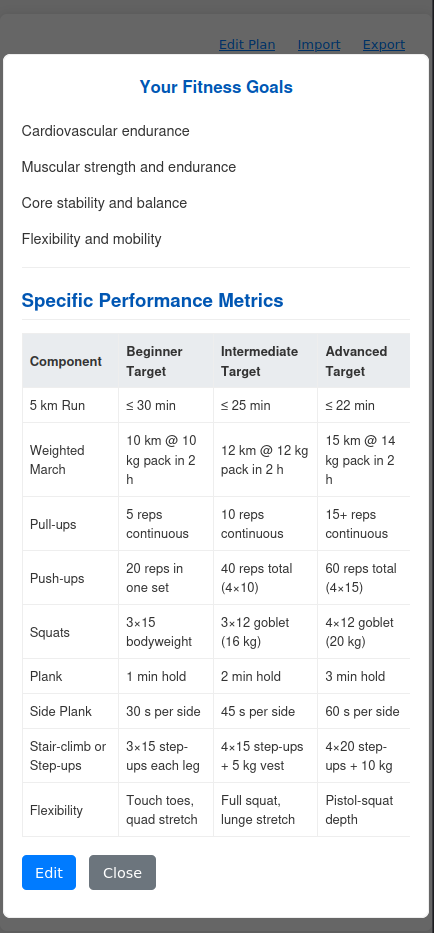 Edit Plan Import Export
Your Fitness Goals
Cardiovascular endurance
Muscular strength and endurance
Core stability and balance
Flexibility and mobility
Specific Performance Metrics
Component Beginner Target Intermediate Target Advanced Target
5 km Run ≤ 30 min ≤ 25 min ≤ 22 min
Weighted March 10 km @ 10 kg pack in 2 h 12 km @ 12 kg pack in 2 h 15 km @ 14 kg pack in 2 h
Pull-ups 5 reps continuous 10 reps continuous 15+ reps continuous
Push-ups 20 reps in one set 40 reps total (4×10) 60 reps total (4×15)
Squats 3×15 bodyweight 3×12 goblet (16 kg) 4×12 goblet (20 kg)
Plank 1 min hold 2 min hold 3 min hold
Side Plank 30 s per side 45 s per side 60 s per side
Stair-climb or Step-ups 3×15 step-ups each leg 4×15 step-ups + 5 kg vest 4×20 step-ups + 10 kg
Flexibility Touch toes, quad stretch Full squat, lunge stretch Pistol-squat depth
Edit Close